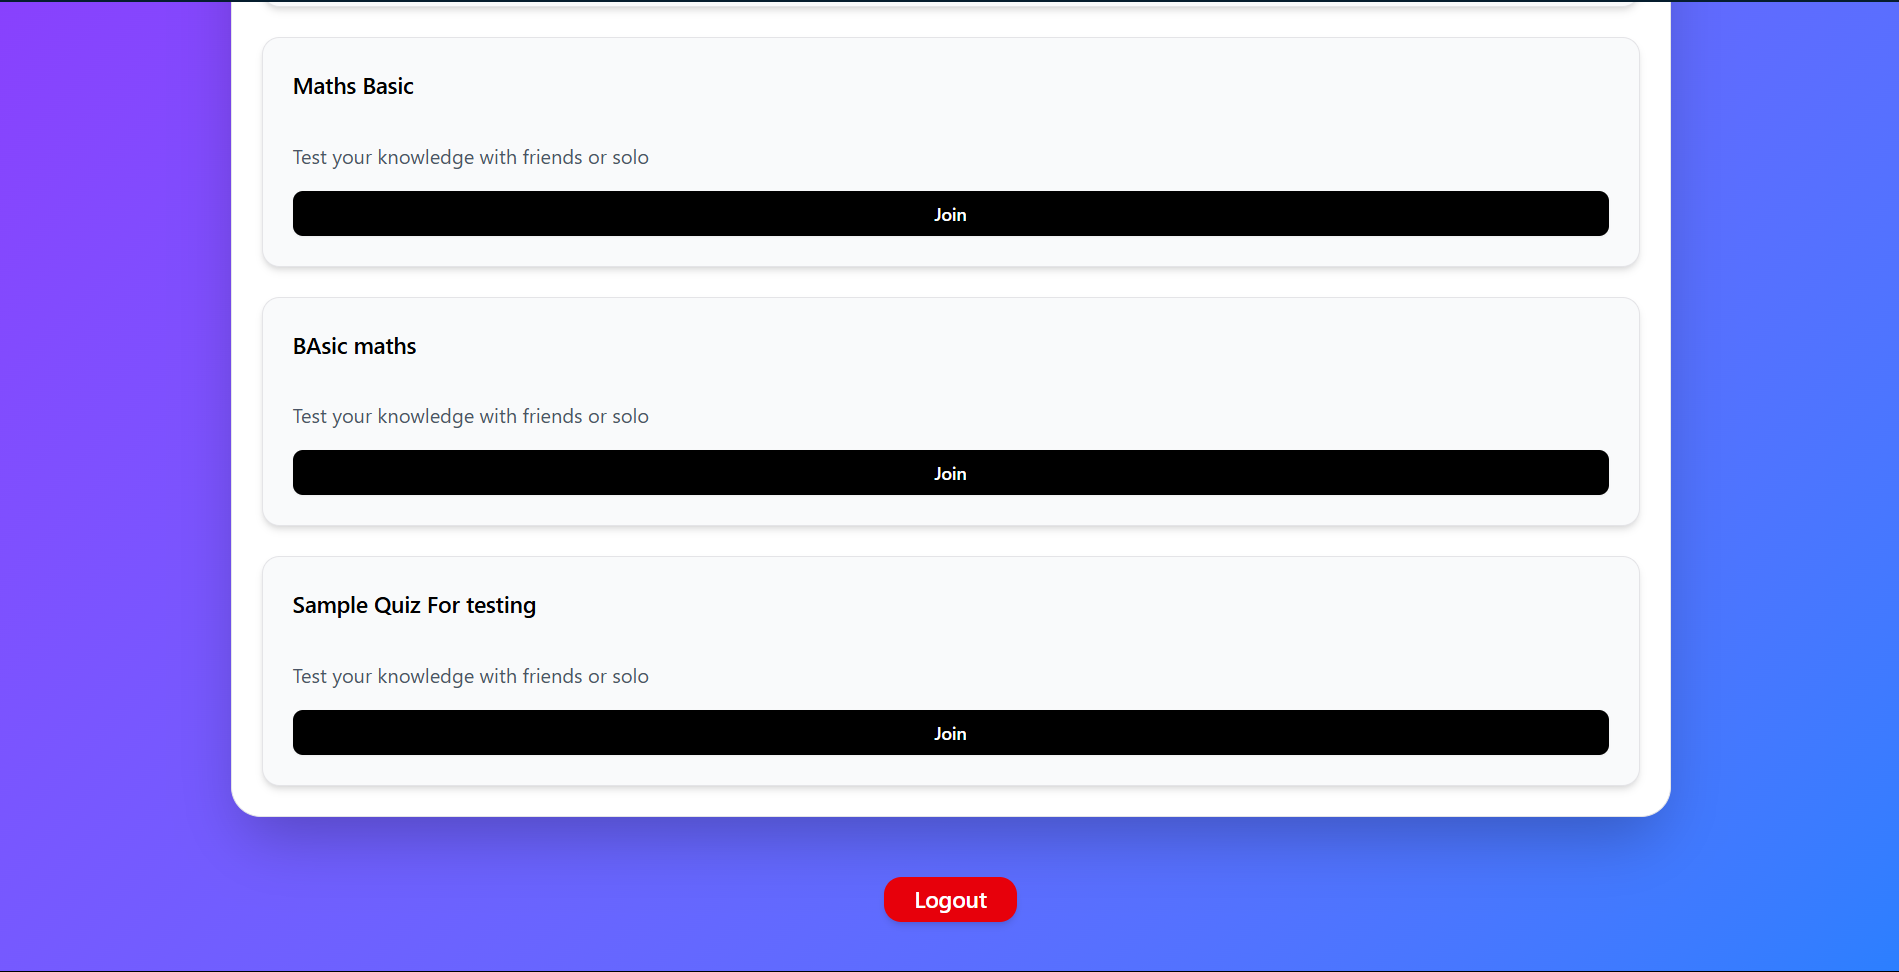 Maths Basic
Test your knowledge with friends or solo
Join
BAsic maths
Test your knowledge with friends or solo
Join
Sample Quiz For testing
Test your knowledge with friends or solo
Join
Logout